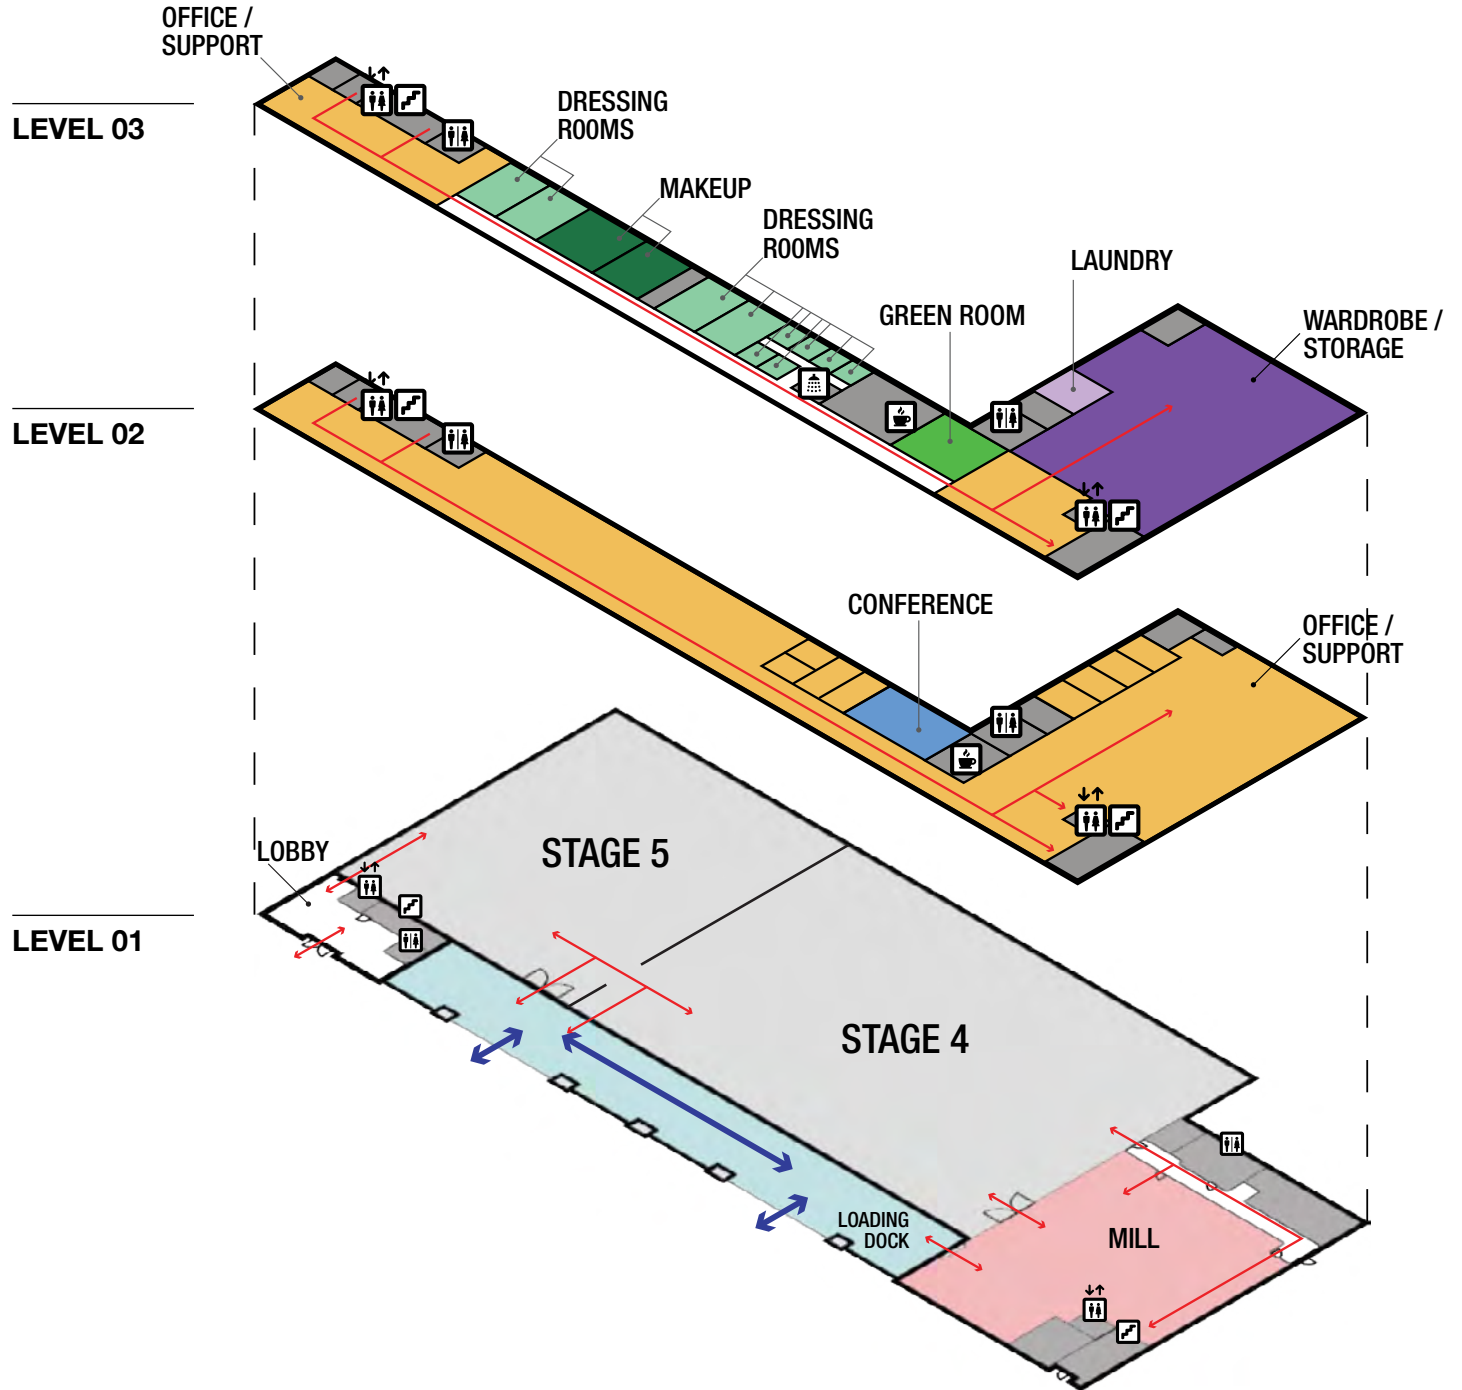 OFFICE /
SUPPORT
LEVEL 03
DRESSING
ROOMS
MAKEUP
DRESSING
ROOMS
GREEN ROOM
LAUNDRY
WARDROBE /
STORAGE
LEVEL 02
CONFERENCE
OFFICE /
SUPPORT
LOBBY
STAGE 5
LEVEL 01
STAGE 4
LOADING
DOCK
MILL